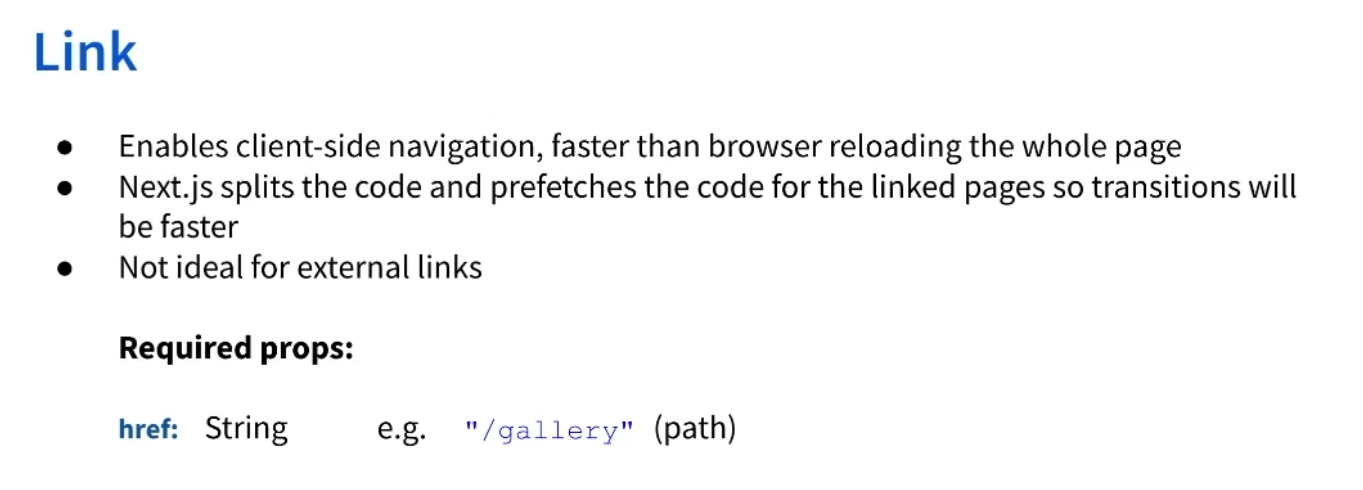 Link
● Enables client-side navigation, faster than browser reloading the whole page
● Next.js splits the code and prefetches the code for the linked pages so transitions will
be faster
● Not ideal for external links
Required props:
href: String e.g. "/gallery" (path)